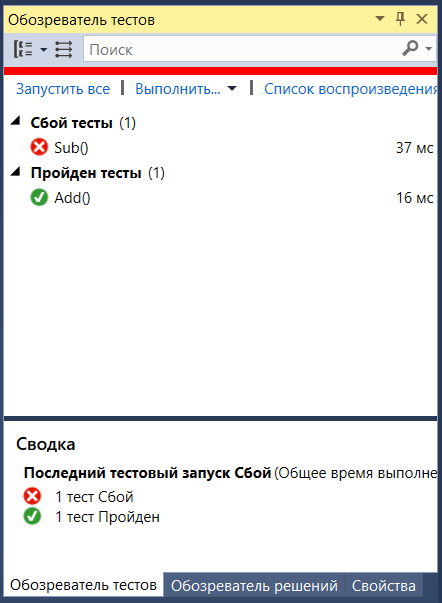 Обозреватель тестов
Поиск
Запустить все | Выполнить... | Список воспроизведения
Сбой тесты (1)
Sub() 37 мс
Пройден тесты (1)
Add() 16 мс
Сводка
Последний тестовый запуск Сбой (Общее время выполне
1 тест Сбой
1 тест Пройден
Обозреватель тестов Обозреватель решений Свойства